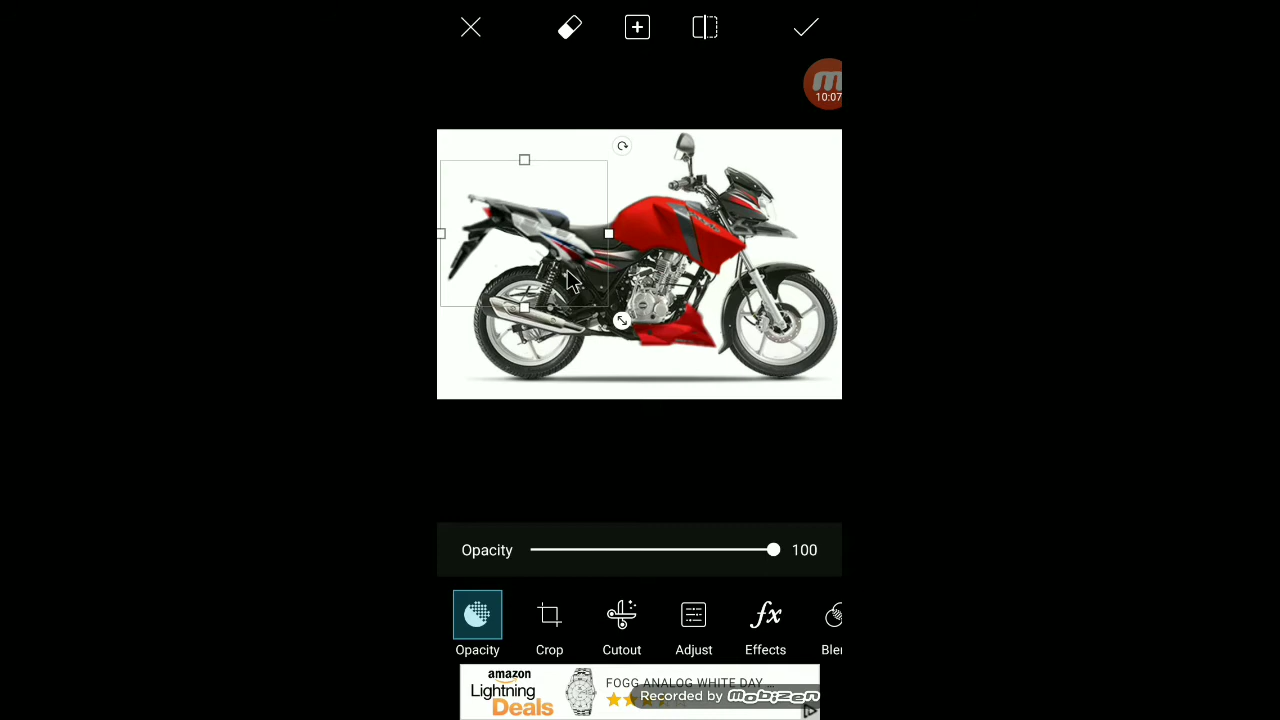 10:07
Opacity 100
Opacity Crop Cutout Adjust Effects Ble
amazon
Lightning
Deals
FOGG ANALOG WHITE DAY ...
Recorded by mobizen